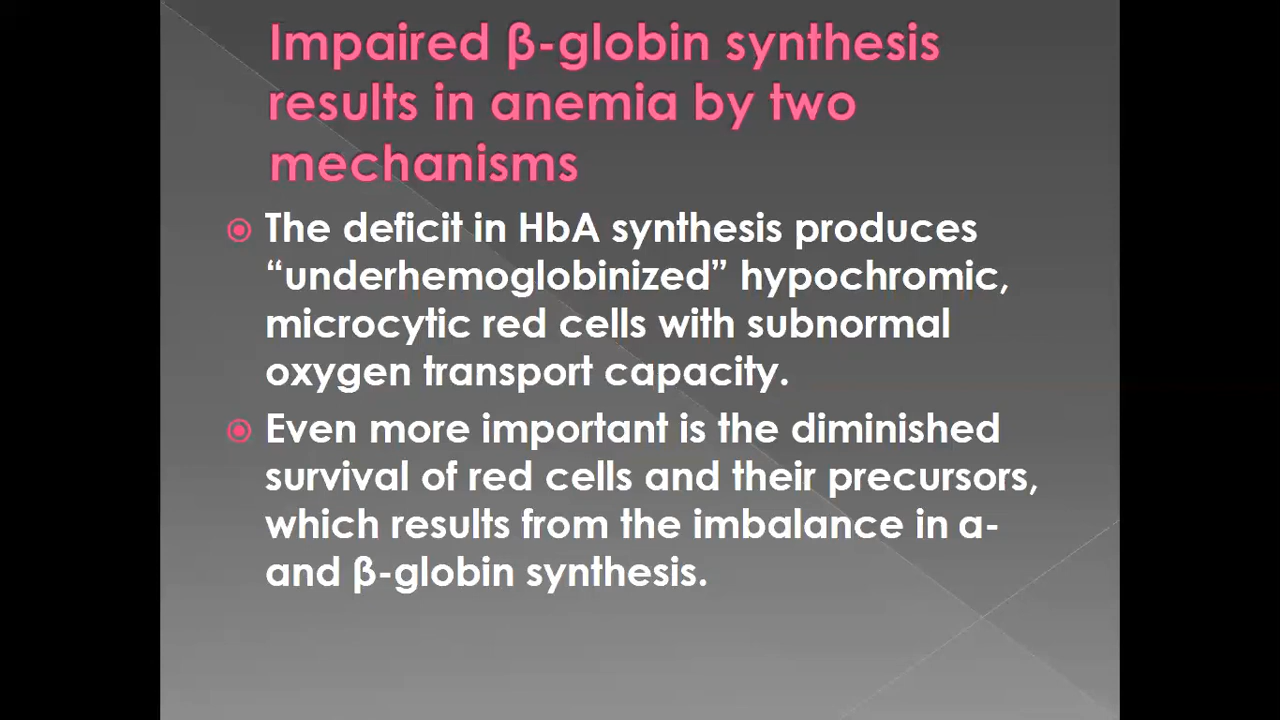 Impaired β-globin synthesis
results in anemia by two
mechanisms
The deficit in HbA synthesis produces
“underhemoglobinized” hypochromic,
microcytic red cells with subnormal
oxygen transport capacity.
Even more important is the diminished
survival of red cells and their precursors,
which results from the imbalance in α-
and β-globin synthesis.